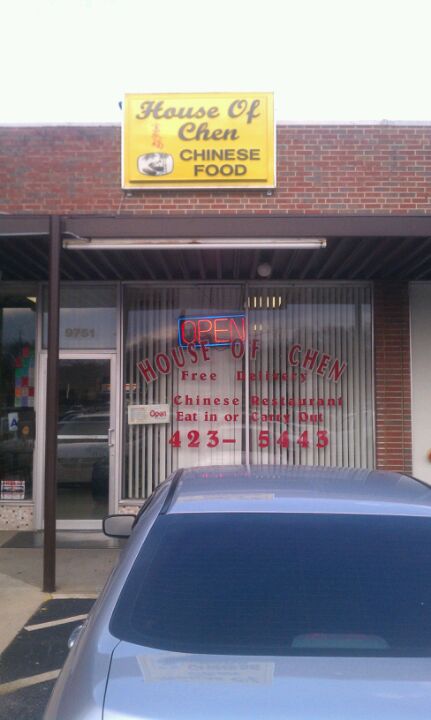 House Of
Chen
CHINESE
FOOD
9751
OPEN
HOUSE OF CHEN
Free Delivery
Chinese Restaurant
Open
Eat in or Carry Out
423-5443